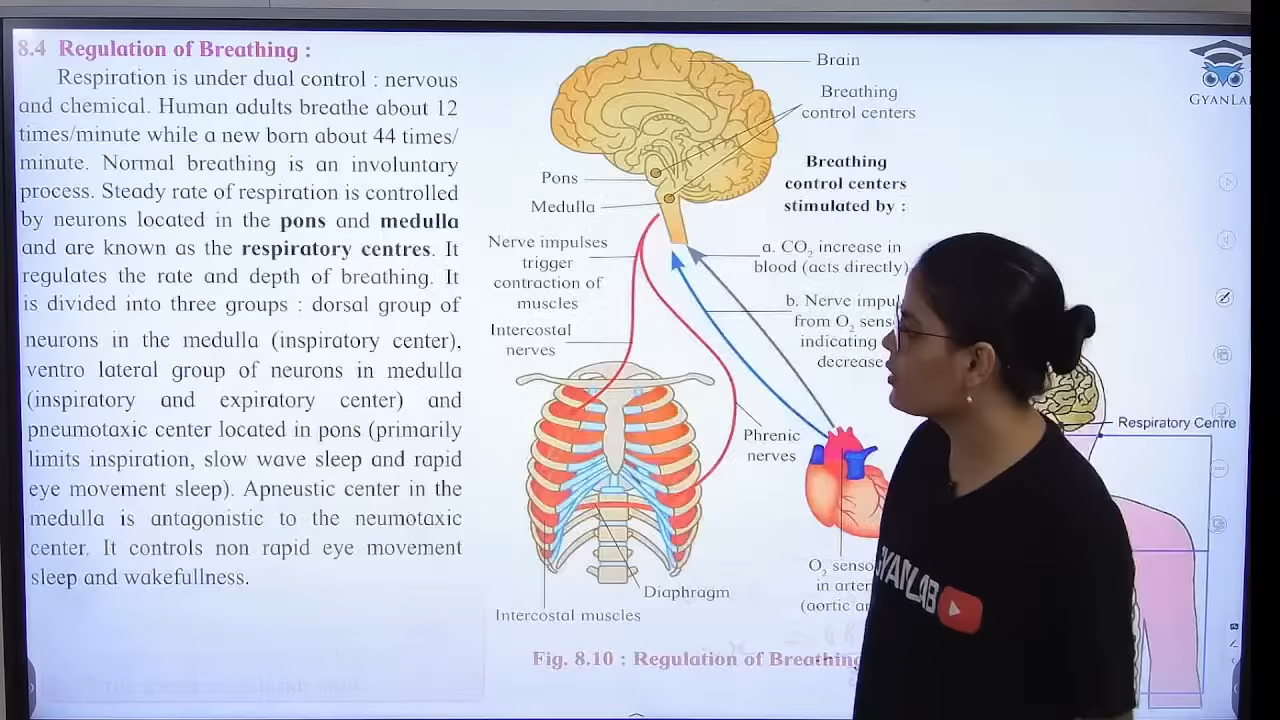 8.4 Regulation of Breathing :
Respiration is under dual control : nervous
and chemical. Human adults breathe about 12
times/minute while a new born about 44 times/
minute. Normal breathing is an involuntary
process. Steady rate of respiration is controlled
by neurons located in the pons and medulla
and are known as the respiratory centres. It
regulates the rate and depth of breathing. It
is divided into three groups : dorsal group of
neurons in the medulla (inspiratory center),
ventro lateral group of neurons in medulla
(inspiratory and expiratory center) and
pneumotaxic center located in pons (primarily
limits inspiration, slow wave sleep and rapid
eye movement sleep). Apneustic center in the
medulla is antagonistic to the neumotaxic
center. It controls non rapid eye movement
sleep and wakefullness.
Brain
Breathing
control centers
Pons
Medulla
Breathing
control centers
stimulated by :
Nerve impulses
trigger
contraction of
muscles
a. CO₂ increase in
blood (acts directly)
b. Nerve
from O₂
indicating
decrease
Intercostal
nerves
Phrenic
nerves
Respiratory Centre
O₂
in
(aortic
Diaphragm
Intercostal muscles
Fig. 8.10 : Regulation of Breathing
GYANLAB
GYANLAB